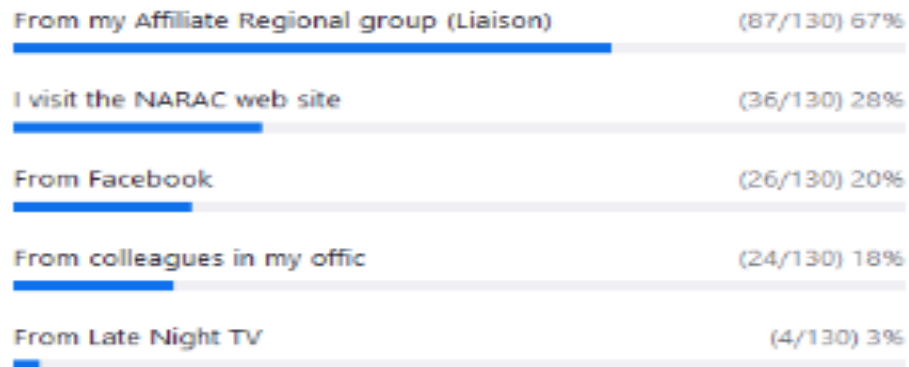 From my Affiliate Regional group (Liaison) (87/130) 67%
I visit the NARAC web site (36/130) 28%
From Facebook (26/130) 20%
From colleagues in my offic (24/130) 18%
From Late Night TV (4/130) 3%